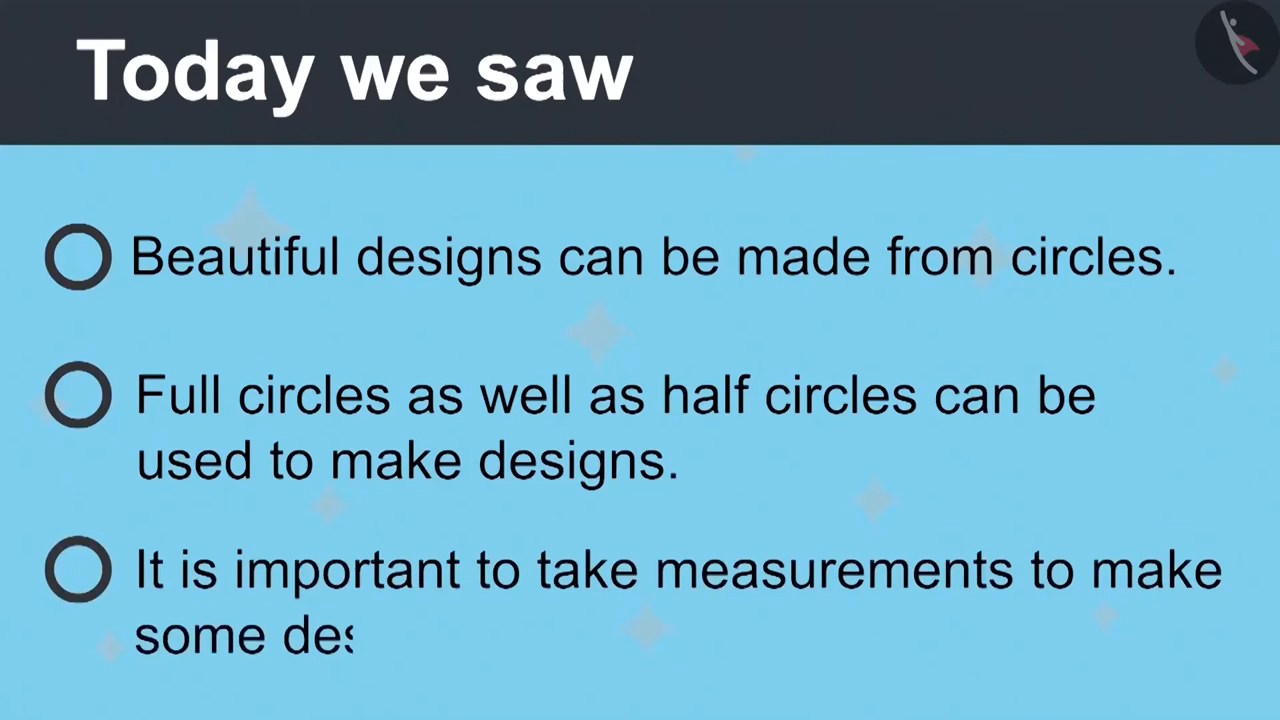 Today we saw
Beautiful designs can be made from circles.
Full circles as well as half circles can be
used to make designs.
It is important to take measurements to make
some